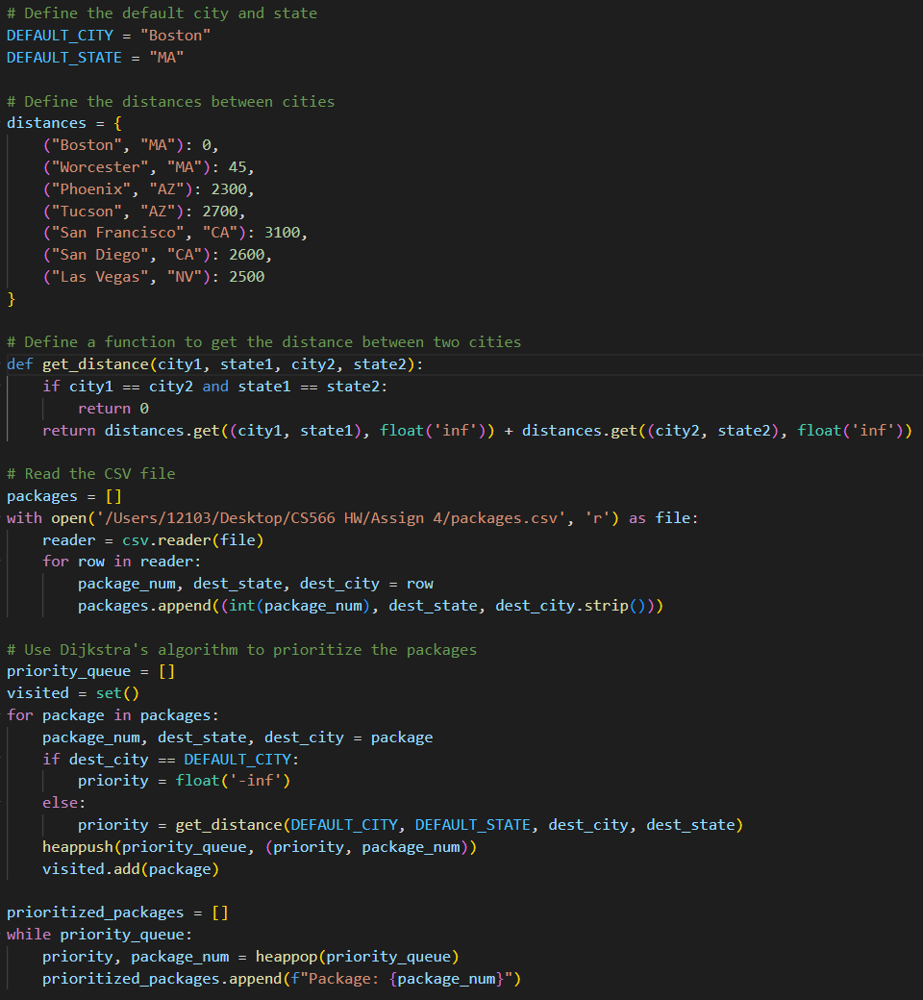 # Define the default city and state
DEFAULT_CITY = "Boston"
DEFAULT_STATE = "MA"

# Define the distances between cities
distances = {
    ("Boston", "MA"): 0,
    ("Worcester", "MA"): 45,
    ("Phoenix", "AZ"): 2300,
    ("Tucson", "AZ"): 2700,
    ("San Francisco", "CA"): 3100,
    ("San Diego", "CA"): 2600,
    ("Las Vegas", "NV"): 2500
}

# Define a function to get the distance between two cities
def get_distance(city1, state1, city2, state2):
    if city1 == city2 and state1 == state2:
        return 0
    return distances.get((city1, state1), float('inf')) + distances.get((city2, state2), float('inf'))

# Read the CSV file
packages = []
with open('/Users/12103/Desktop/CS566 HW/Assign 4/packages.csv', 'r') as file:
    reader = csv.reader(file)
    for row in reader:
        package_num, dest_state, dest_city = row
        packages.append((int(package_num), dest_state, dest_city.strip()))

# Use Dijkstra's algorithm to prioritize the packages
priority_queue = []
visited = set()
for package in packages:
    package_num, dest_state, dest_city = package
    if dest_city == DEFAULT_CITY:
        priority = float('-inf')
    else:
        priority = get_distance(DEFAULT_CITY, DEFAULT_STATE, dest_city, dest_state)
    heappush(priority_queue, (priority, package_num))
    visited.add(package)

prioritized_packages = []
while priority_queue:
    priority, package_num = heappop(priority_queue)
    prioritized_packages.append(f"Package: {package_num}")